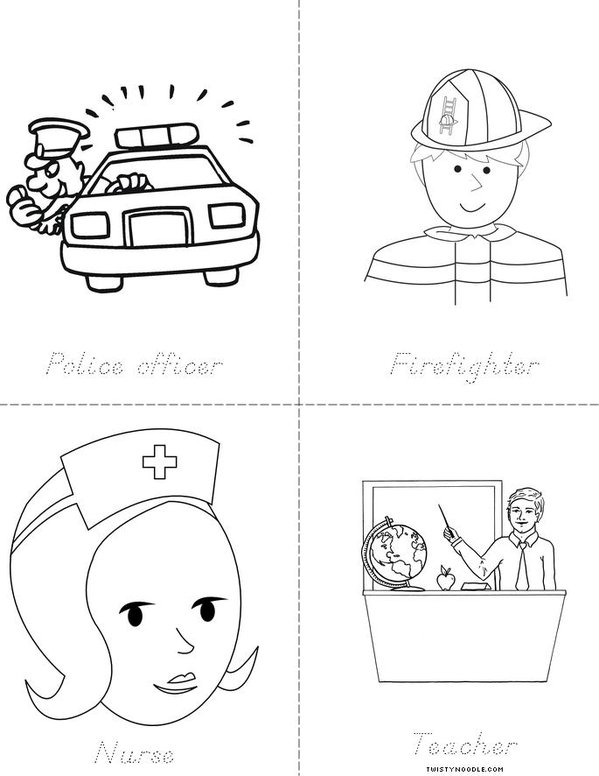 Police officer
Firefighter
Nurse
Teacher
TWISTYNOODLE.COM